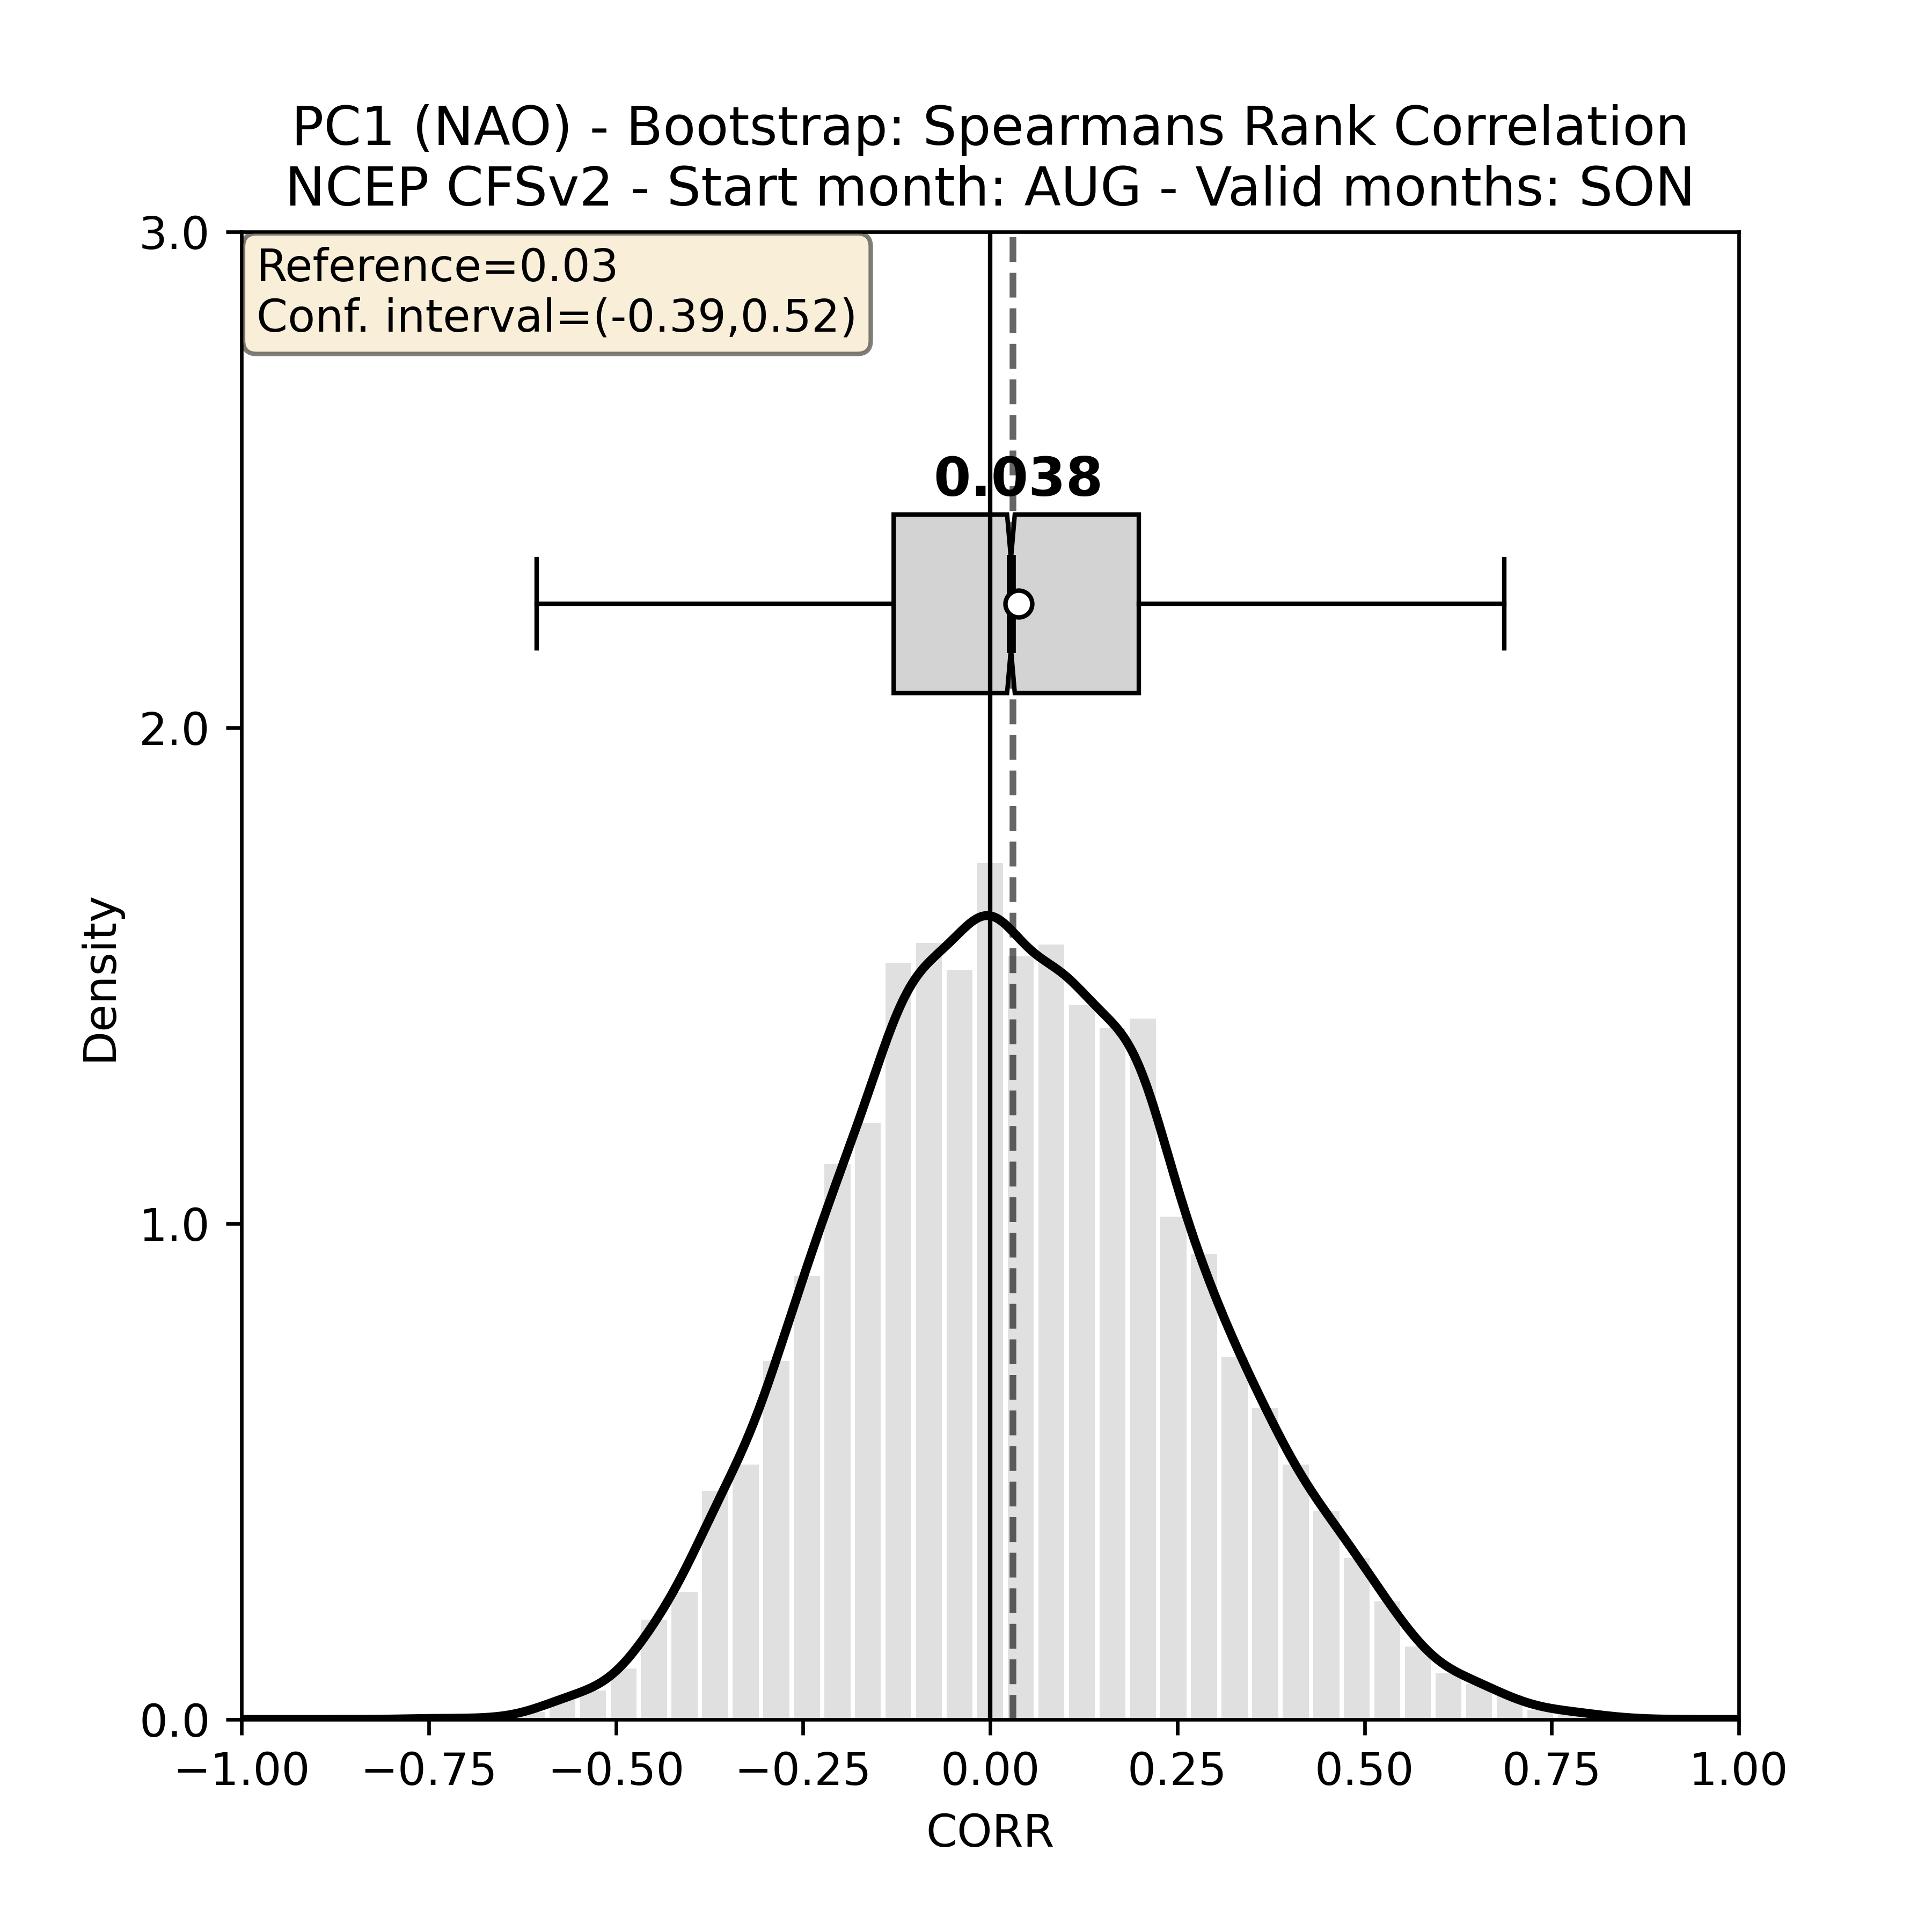 PC1 (NAO) - Bootstrap: Spearmans Rank Correlation
NCEP CFSv2 - Start month: AUG - Valid months: SON
3.0
Reference=0.03
Conf. interval=(-0.39,0.52)
0.038
2.0
Density
1.0
0.0
−1.00 −0.75 −0.50 −0.25 0.00 0.25 0.50 0.75 1.00
CORR